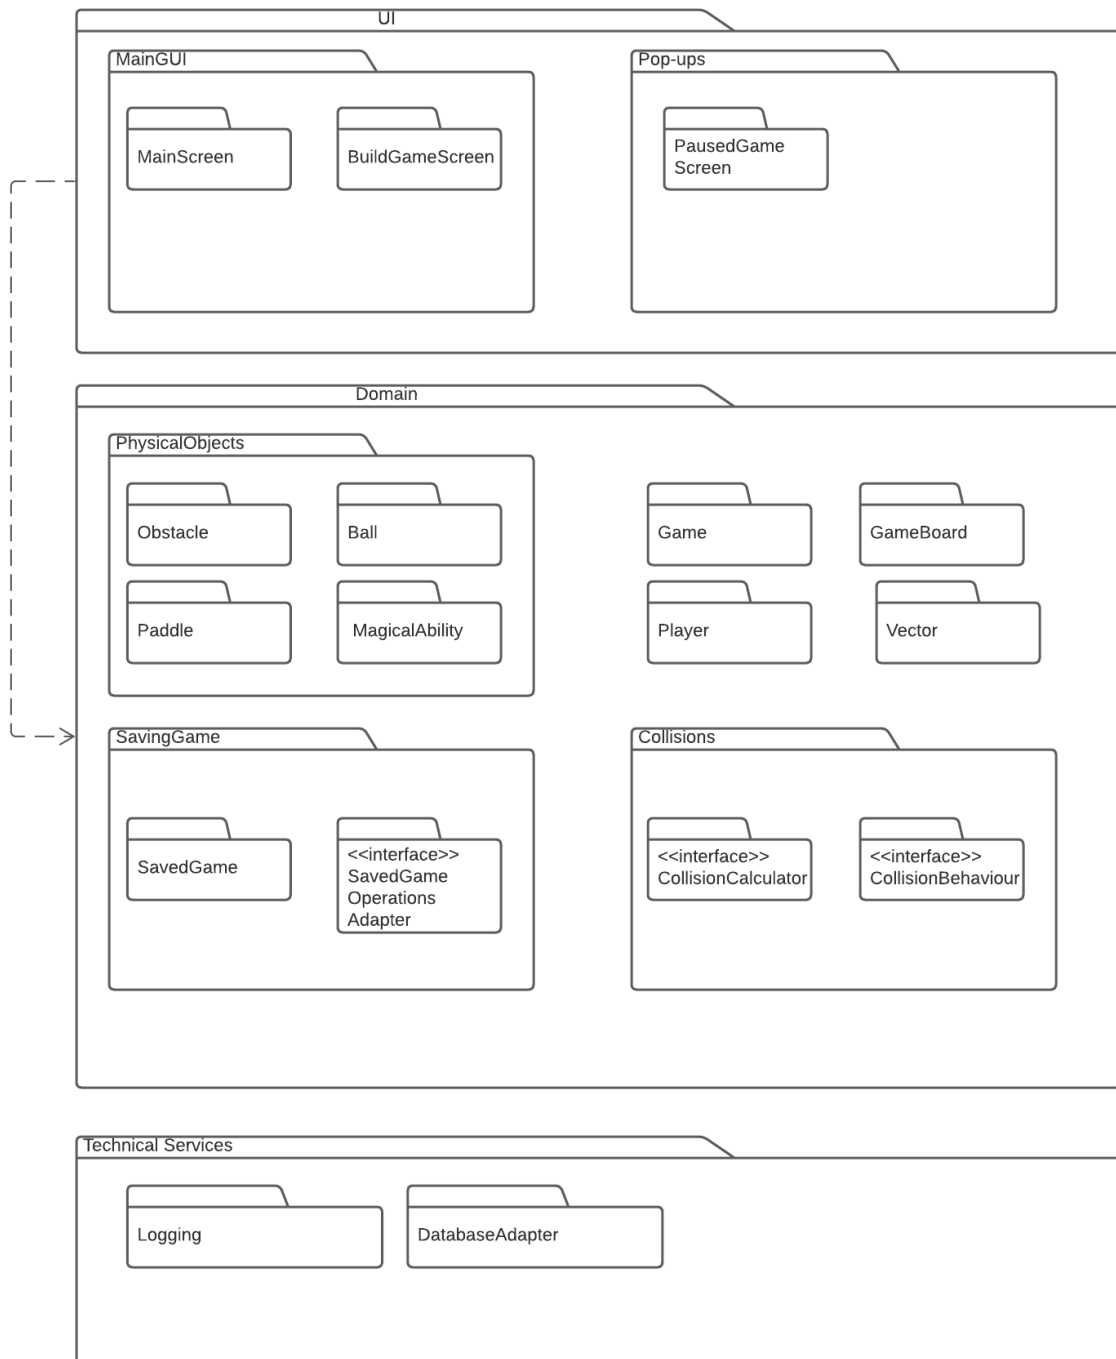 UI
MainGUI
Pop-ups
MainScreen
BuildGameScreen
PausedGame
Screen
Domain
PhysicalObjects
Obstacle
Ball
Game
GameBoard
Paddle
MagicalAbility
Player
Vector
SavingGame
Collisions
SavedGame
<<interface>>
SavedGame
Operations
Adapter
<<interface>>
CollisionCalculator
<<interface>>
CollisionBehaviour
Technical Services
Logging
DatabaseAdapter